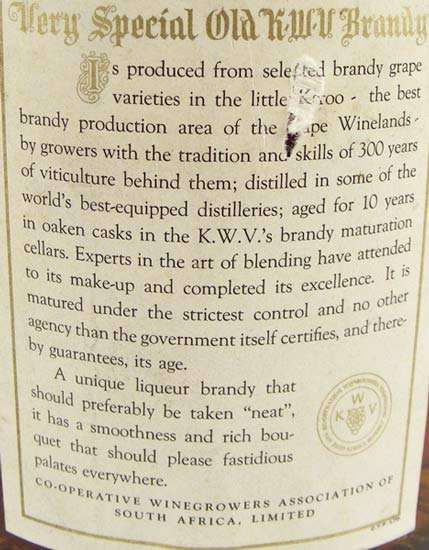 Very Special Old K.W.V Brandy
Is produced from selected brandy grape
varieties in the little Karoo - the best
brandy production area of the Cape Winelands -
by growers with the tradition and skills of 300 years
of viticulture behind them; distilled in some of the
world's best-equipped distilleries; aged for 10 years
in oaken casks in the K.W.V.'s brandy maturation
cellars. Experts in the art of blending have attended
to its make-up and completed its excellence. It is
matured under the strictest control and no other
agency than the government itself certifies, and there-
by guarantees, its age.
A unique liqueur brandy that
should preferably be taken "neat",
it has a smoothness and rich bou-
quet that should please fastidious
palates everywhere.
K W V
CO-OPERATIVE WINEGROWERS ASSOCIATION OF
SOUTH AFRICA, LIMITED